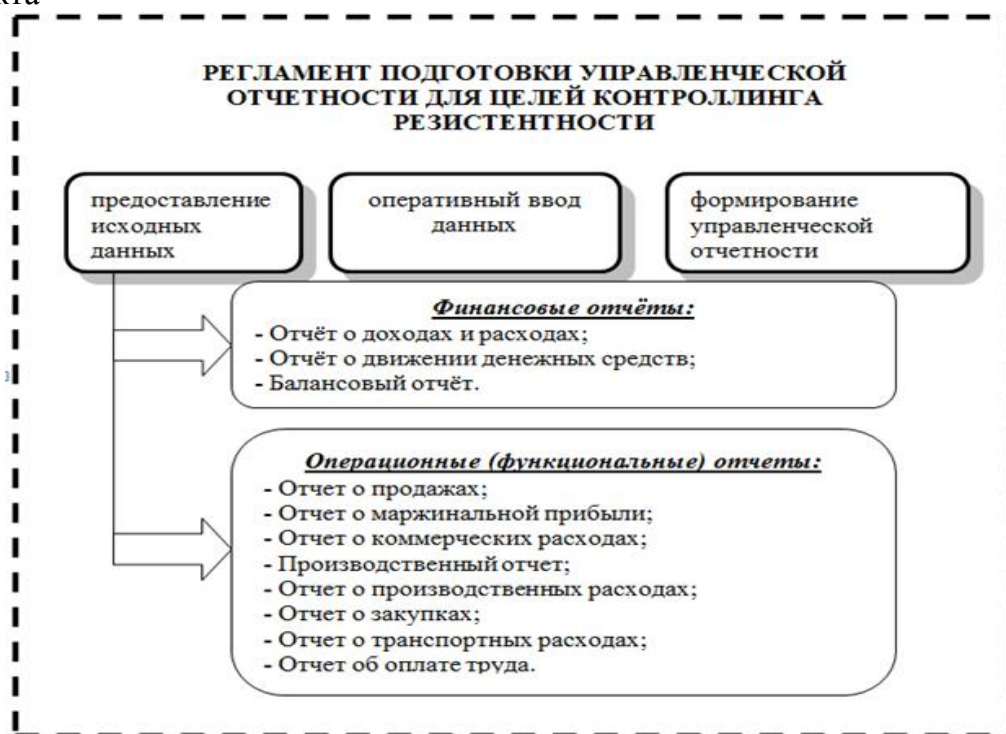 РЕГЛАМЕНТ ПОДГОТОВКИ УПРАВЛЕНЧЕСКОЙ
ОТЧЕТНОСТИ ДЛЯ ЦЕЛЕЙ КОНТРОЛЛИНГА
РЕЗИСТЕНТНОСТИ
предоставление
исходных
данных
оперативный ввод
данных
формирование
управленческой
отчетности
Финансовые отчёты:
- Отчёт о доходах и расходах;
- Отчёт о движении денежных средств;
- Балансовый отчёт.
Операционные (функциональные) отчеты:
- Отчет о продажах;
- Отчет о маржинальной прибыли;
- Отчет о коммерческих расходах;
- Производственный отчет;
- Отчет о производственных расходах;
- Отчет о закупках;
- Отчет о транспортных расходах;
- Отчет об оплате труда.